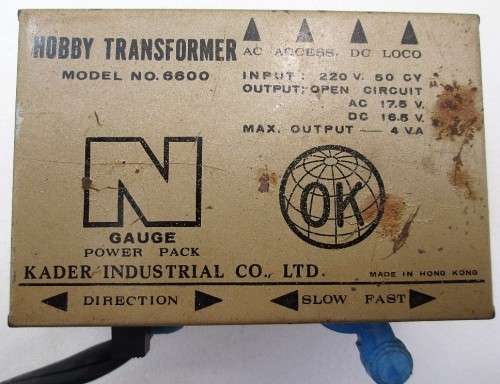 HOBBY TRANSFORMER
MODEL NO. 6600
AC ACCESS. DC LOCO
INPUT: 220 V. 50 CY
OUTPUT: OPEN CIRCUIT
AC 17.5 V.
DC 16.5 V.
MAX. OUTPUT — 4 V.A
N
GAUGE
POWER PACK
OK
KADER INDUSTRIAL CO., LTD.
MADE IN HONG KONG
DIRECTION
SLOW FAST